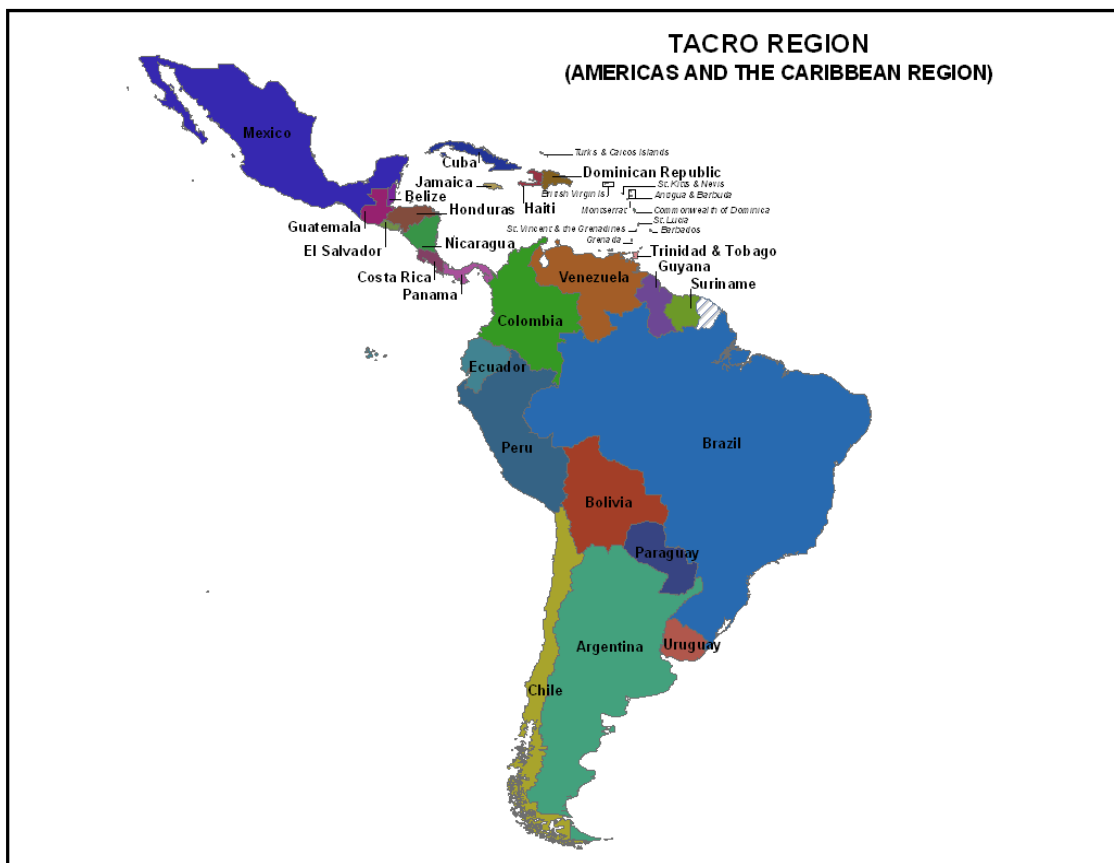 TACRO REGION
(AMERICAS AND THE CARIBBEAN REGION)
Mexico
Cuba
Turks & Caicos Islands
Jamaica
Dominican Republic
Belize
Haiti
British Virgin Is
St. Kitts & Nevis
Antigua & Barbuda
Honduras
Montserrat
Commonwealth of Dominica
Guatemala
St. Lucia
St. Vincent & the Grenadines
Barbados
El Salvador
Nicaragua
Grenada
Trinidad & Tobago
Costa Rica
Venezuela
Guyana
Panama
Suriname
Colombia
Ecuador
Peru
Brazil
Bolivia
Paraguay
Argentina
Uruguay
Chile